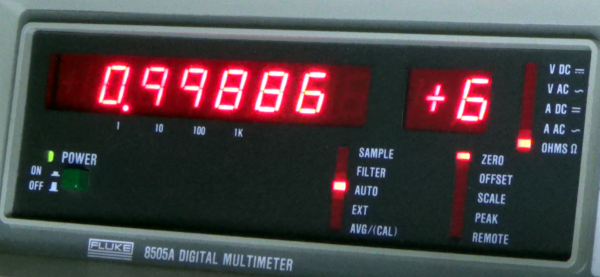 0.99886 +6
1 10 100 1K
V DC ⎓
V AC ~
A DC ⎓
A AC ~
OHMS Ω
POWER
ON
OFF
SAMPLE
FILTER
AUTO
EXT
AVG/(CAL)
ZERO
OFFSET
SCALE
PEAK
REMOTE
FLUKE 8505A DIGITAL MULTIMETER